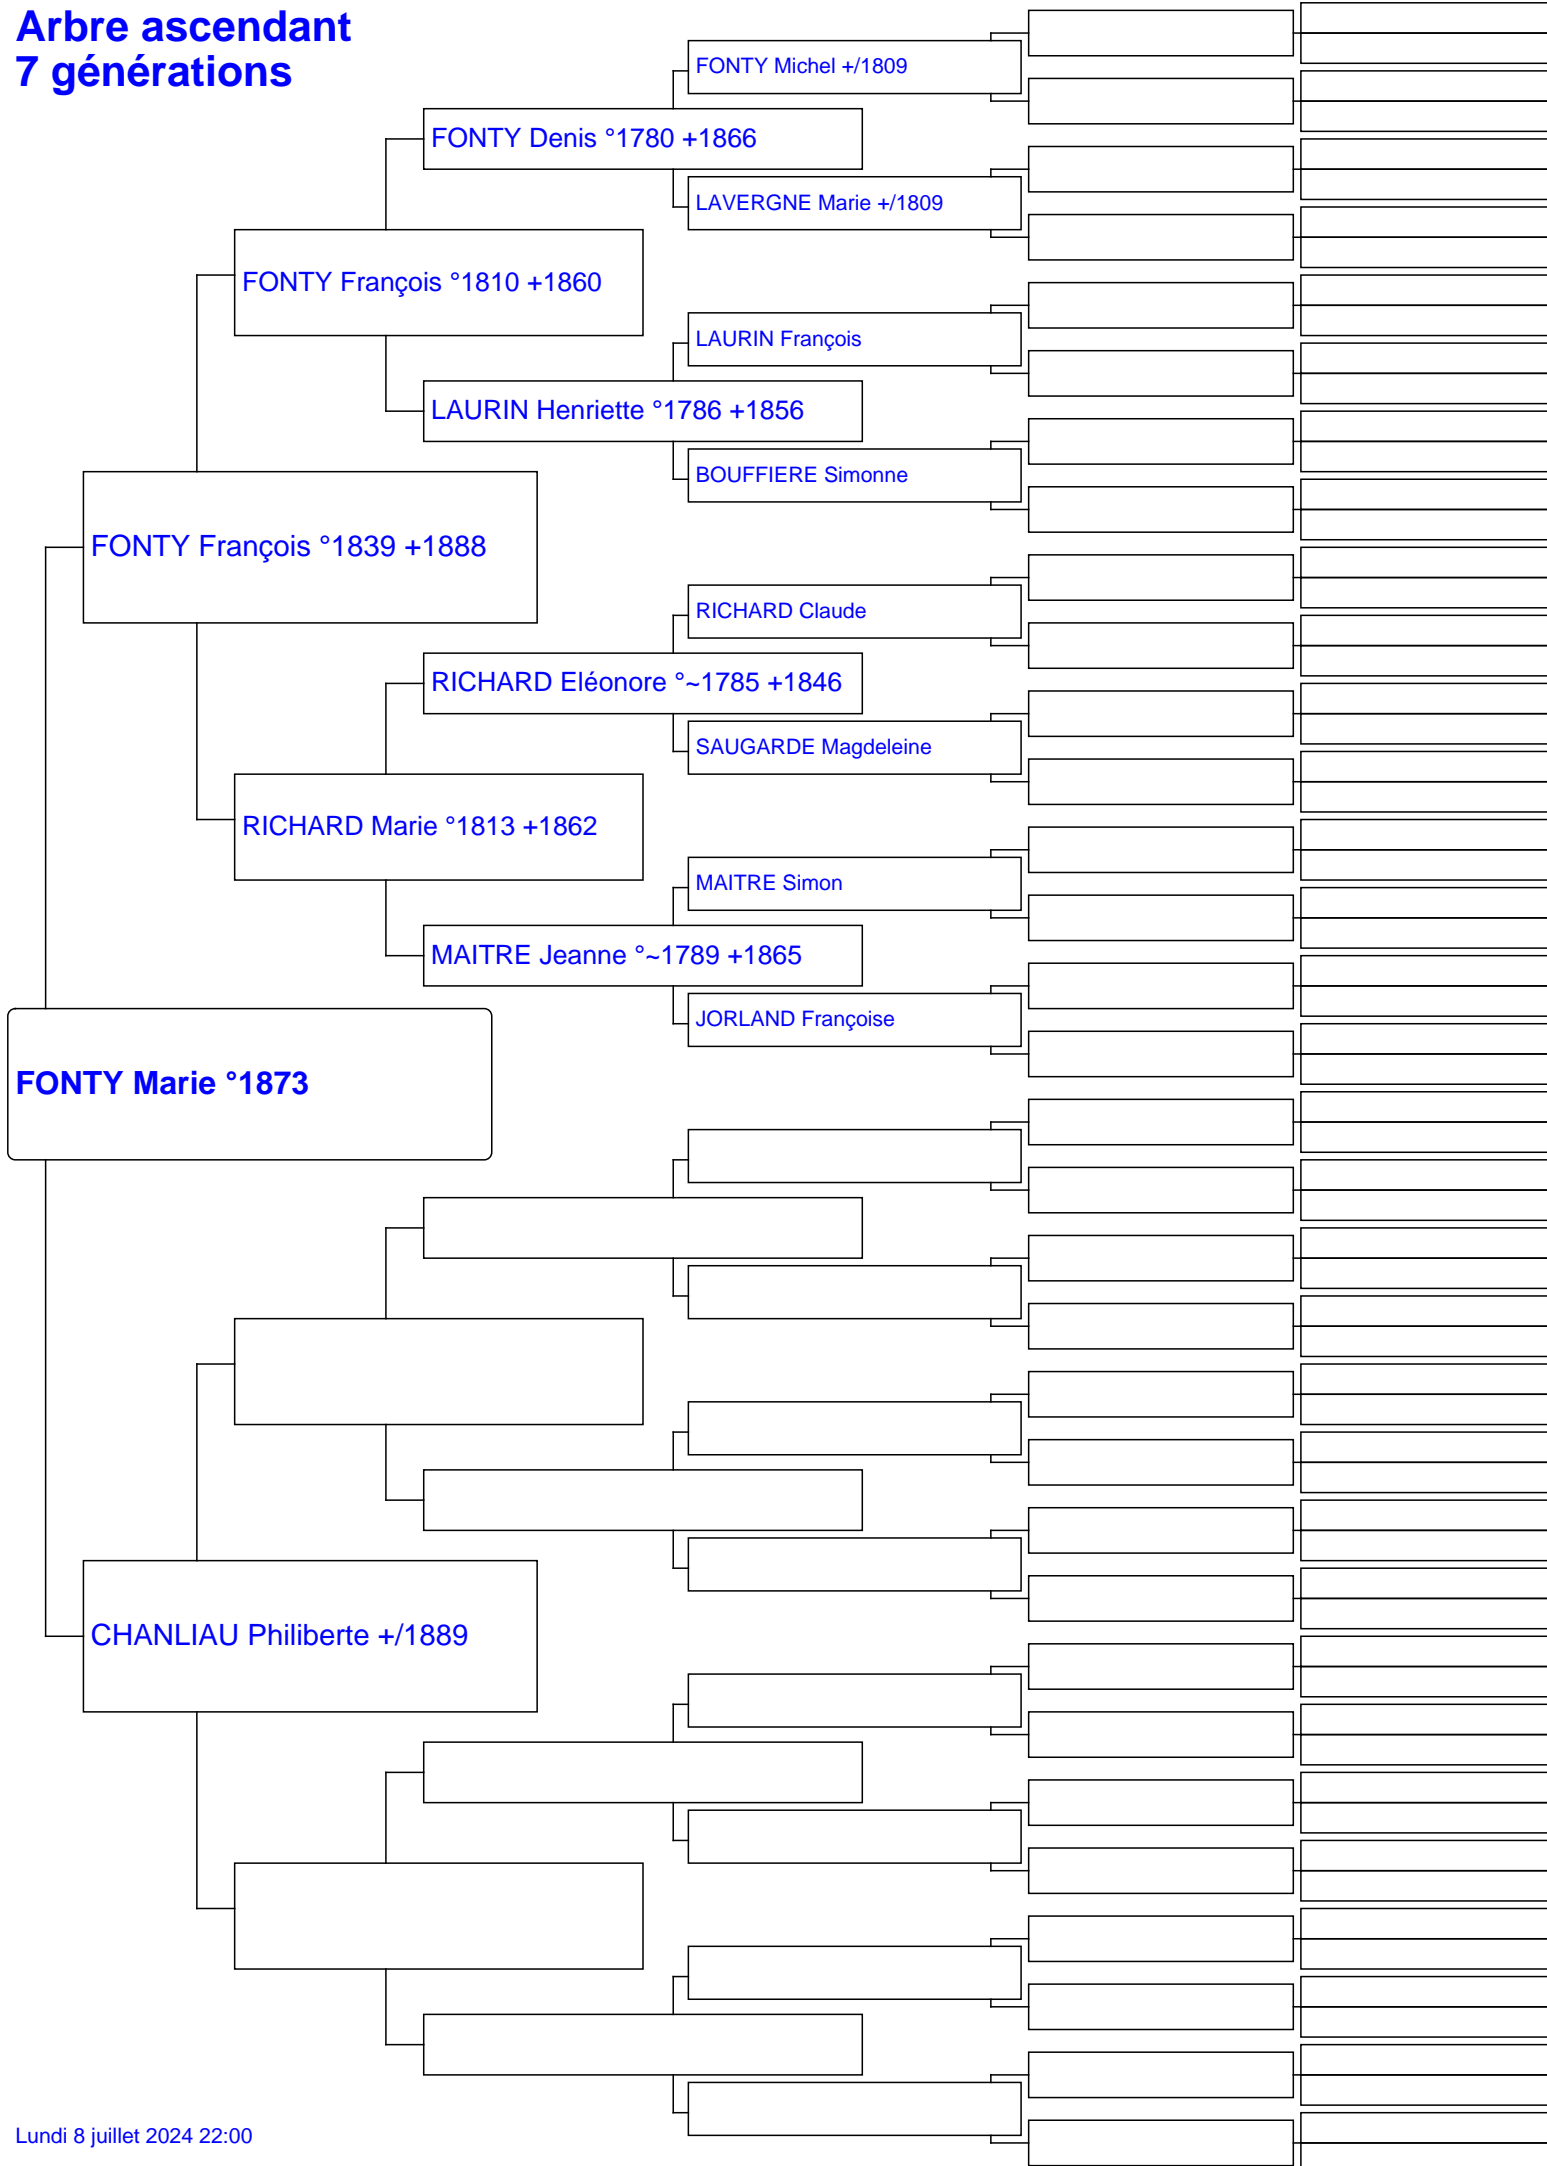 Arbre ascendant
7 générations
FONTY Michel +/1809
FONTY Denis °1780 +1866
LAVERGNE Marie +/1809
FONTY François °1810 +1860
LAURIN François
LAURIN Henriette °1786 +1856
BOUFFIERE Simonne
FONTY François °1839 +1888
RICHARD Claude
RICHARD Eléonore °~1785 +1846
SAUGARDE Magdeleine
RICHARD Marie °1813 +1862
MAITRE Simon
MAITRE Jeanne °~1789 +1865
JORLAND Françoise
FONTY Marie °1873
CHANLIAU Philiberte +/1889
Lundi 8 juillet 2024 22:00